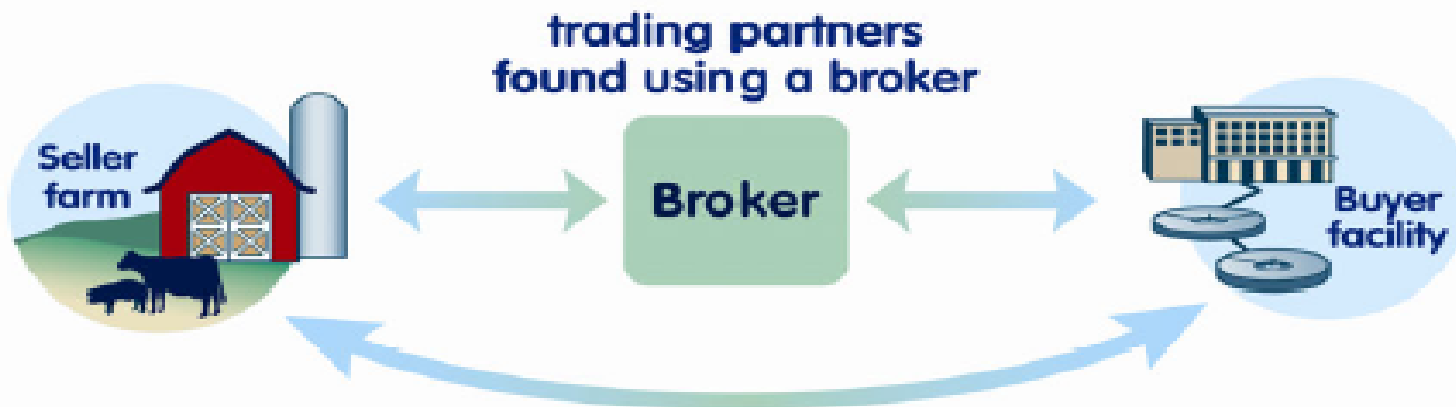 trading partners
found using a broker
Seller
farm
Broker
Buyer
facility